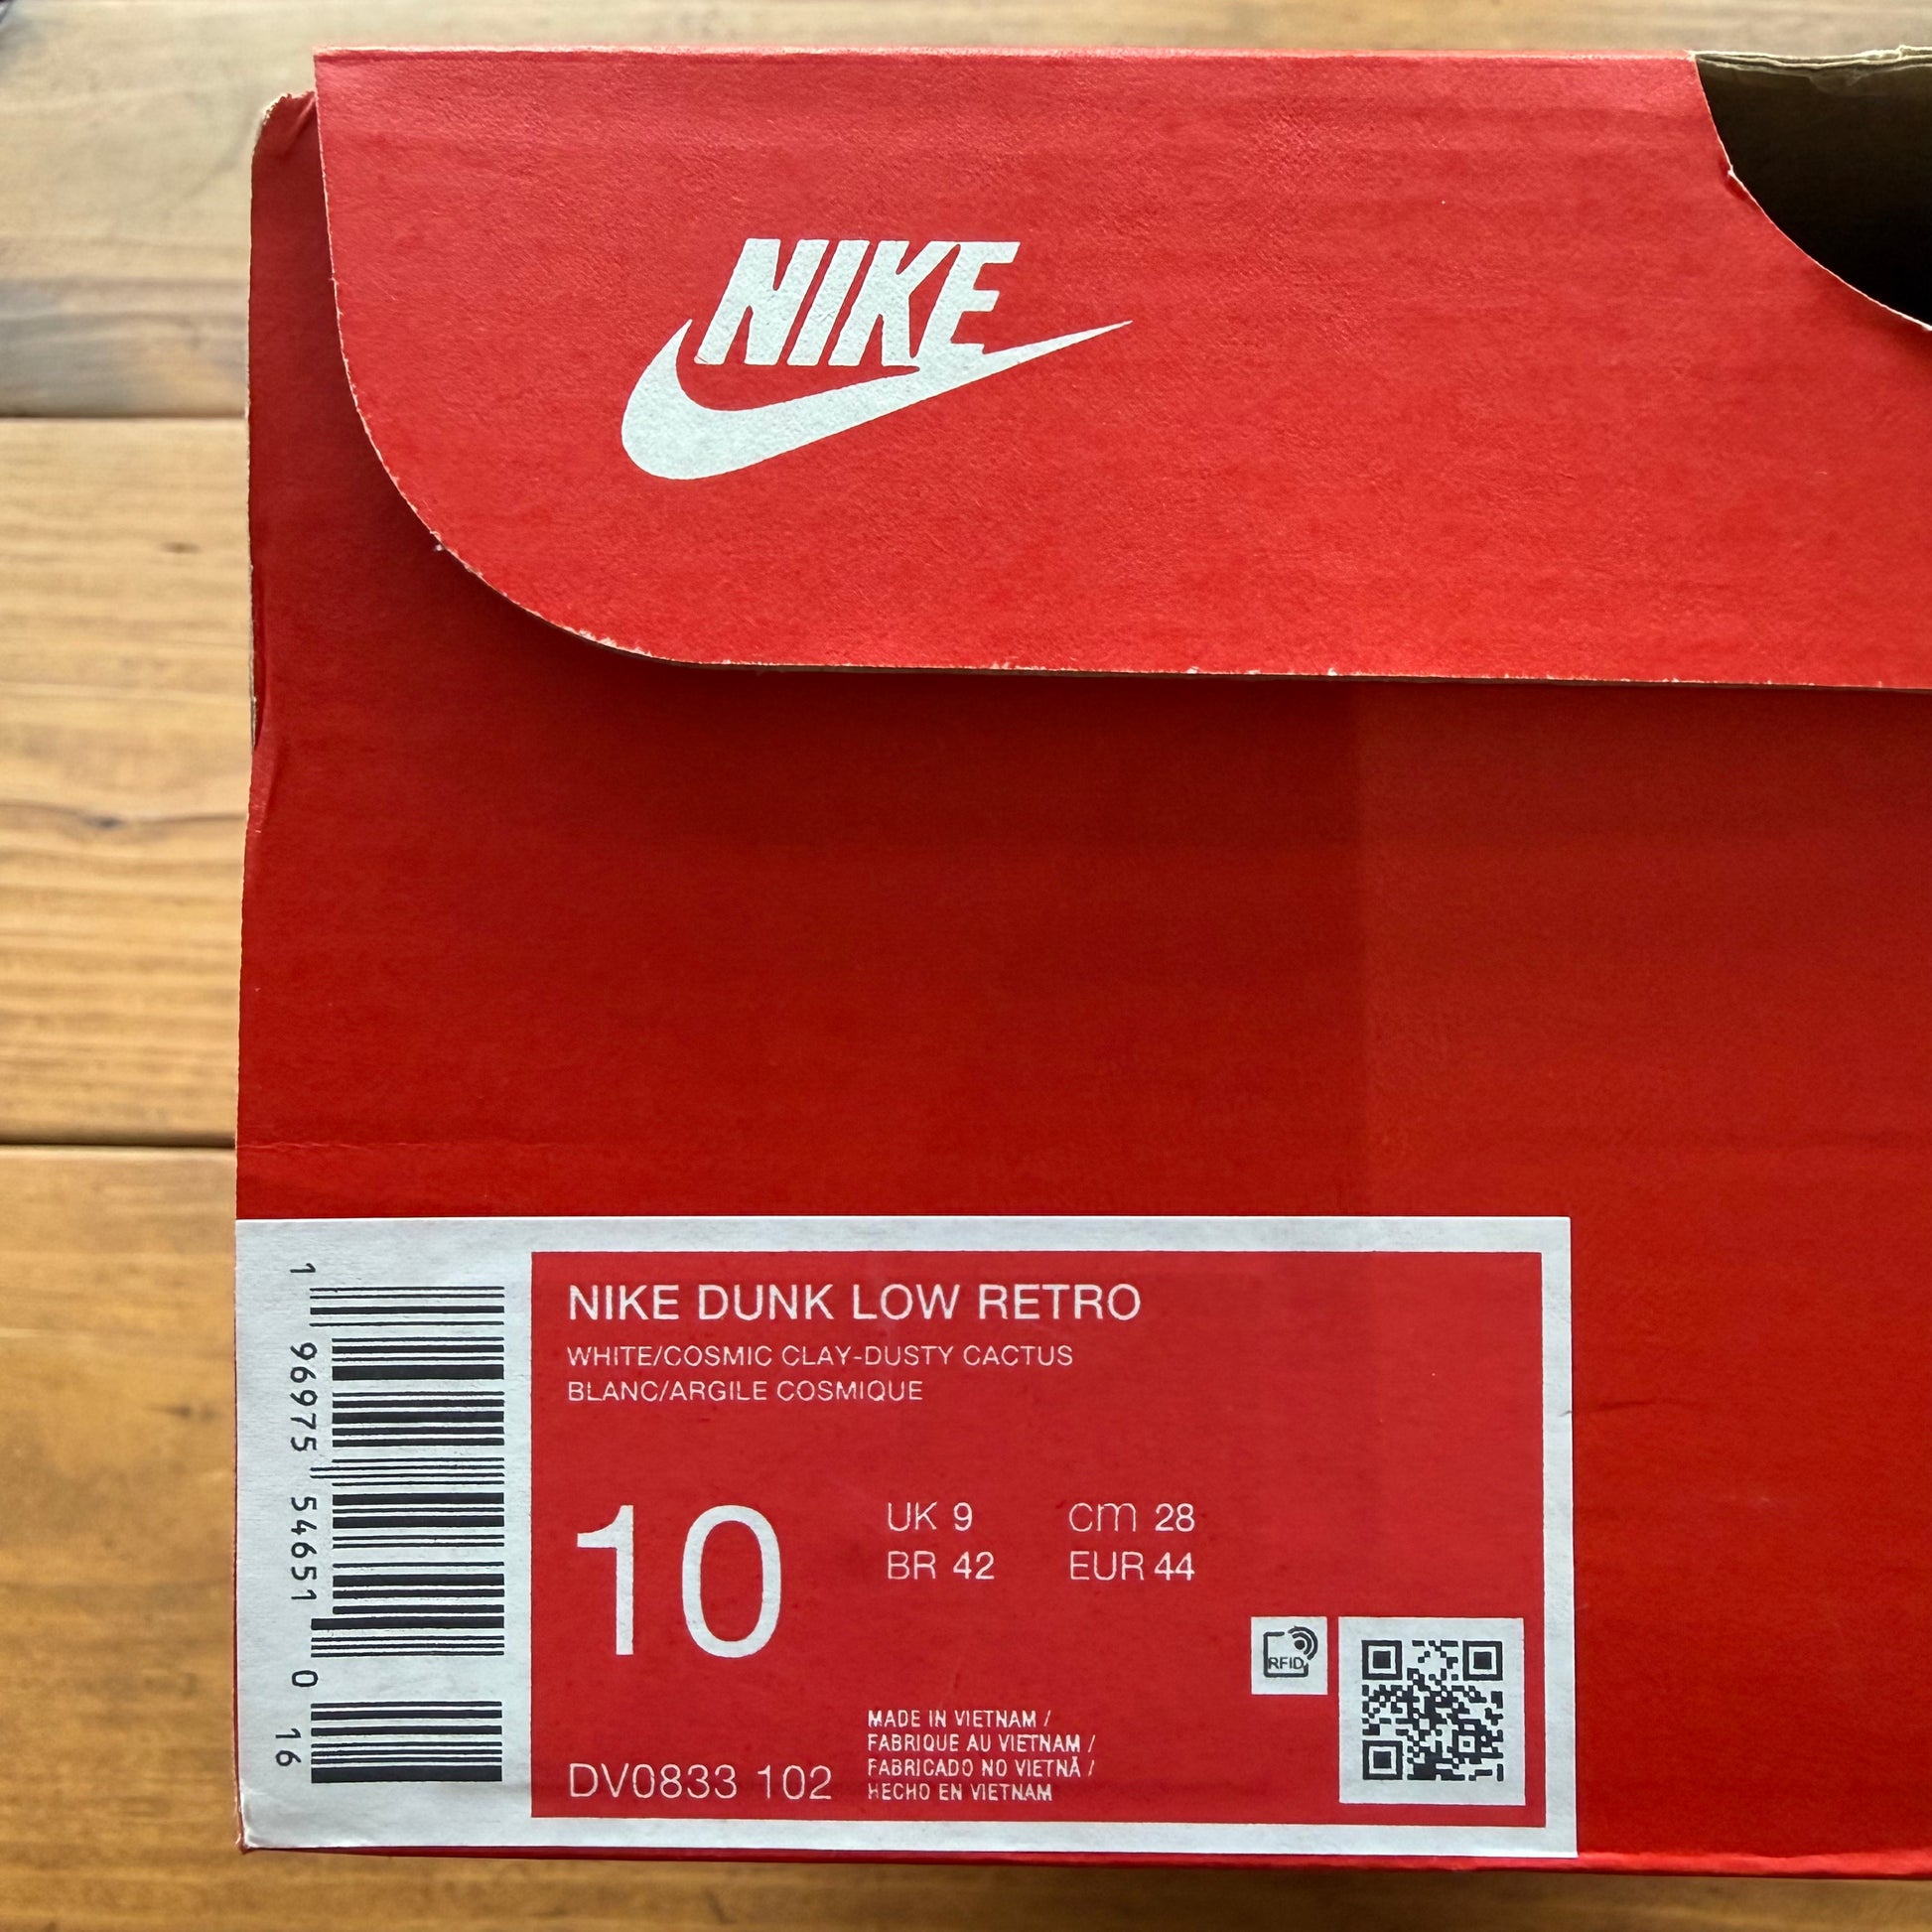 NIKE
NIKE DUNK LOW RETRO
WHITE/COSMIC CLAY-DUSTY CACTUS
BLANC/ARGILE COSMIQUE
10
UK 9 cm 28
BR 42 EUR 44
RFID
MADE IN VIETNAM /
FABRIQUE AU VIETNAM /
FABRICADO NO VIETNÃ /
HECHO EN VIETNAM
DV0833 102
1 96975 54651 0 16